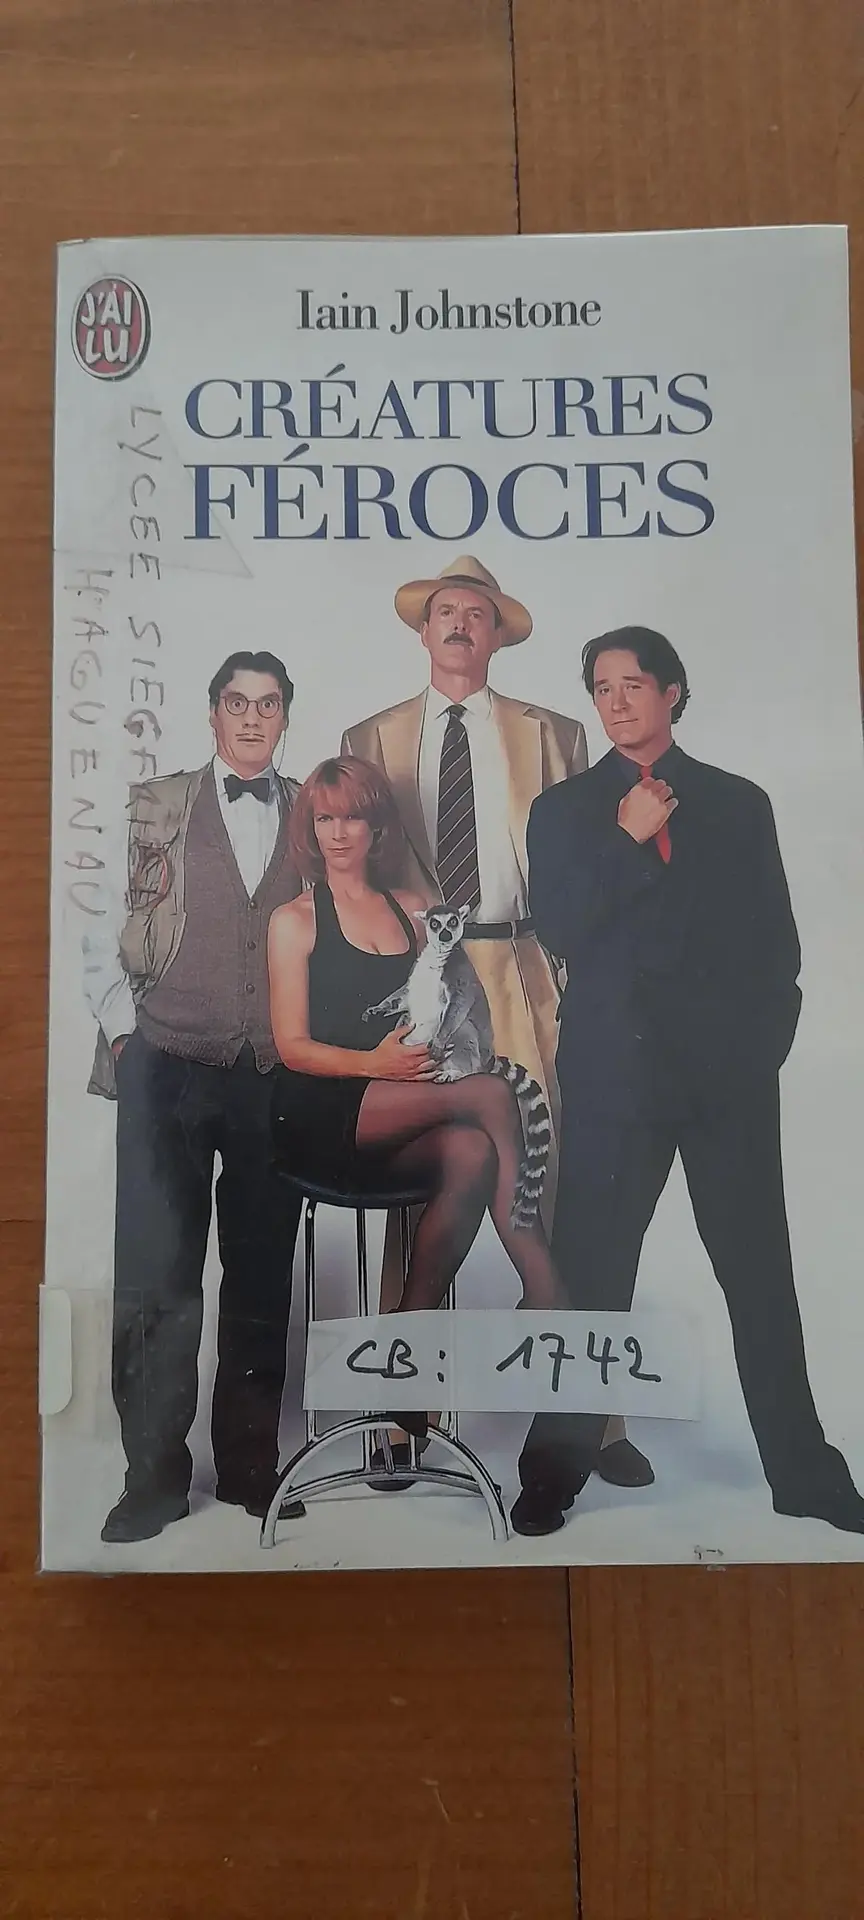 J'AI
LU
Iain Johnstone
CRÉATURES
FÉROCES
LYCEE SIEGFRIED
HAGUENAU
CB: 1742